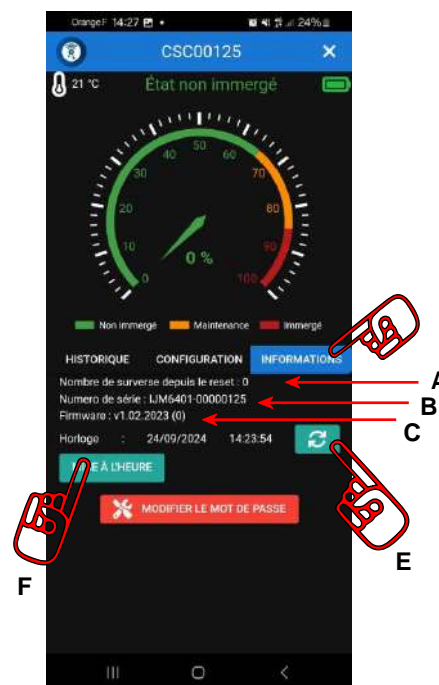 Orange F 14:27 24%
CSC00125 ×
21 °C État non immergé
0 10 20 30 40 50 60 70 80 90 100
0 %
Non immergé Maintenance Immergé
HISTORIQUE CONFIGURATION INFORMATIONS
Nombre de surverse depuis le reset : 0
A
Numero de série : IJM6401-00000125
B
Firmware : v1.02.2023 (0)
C
Horloge : 24/09/2024 14:23:54
À L'HEURE
MODIFIER LE MOT DE PASSE
E
F